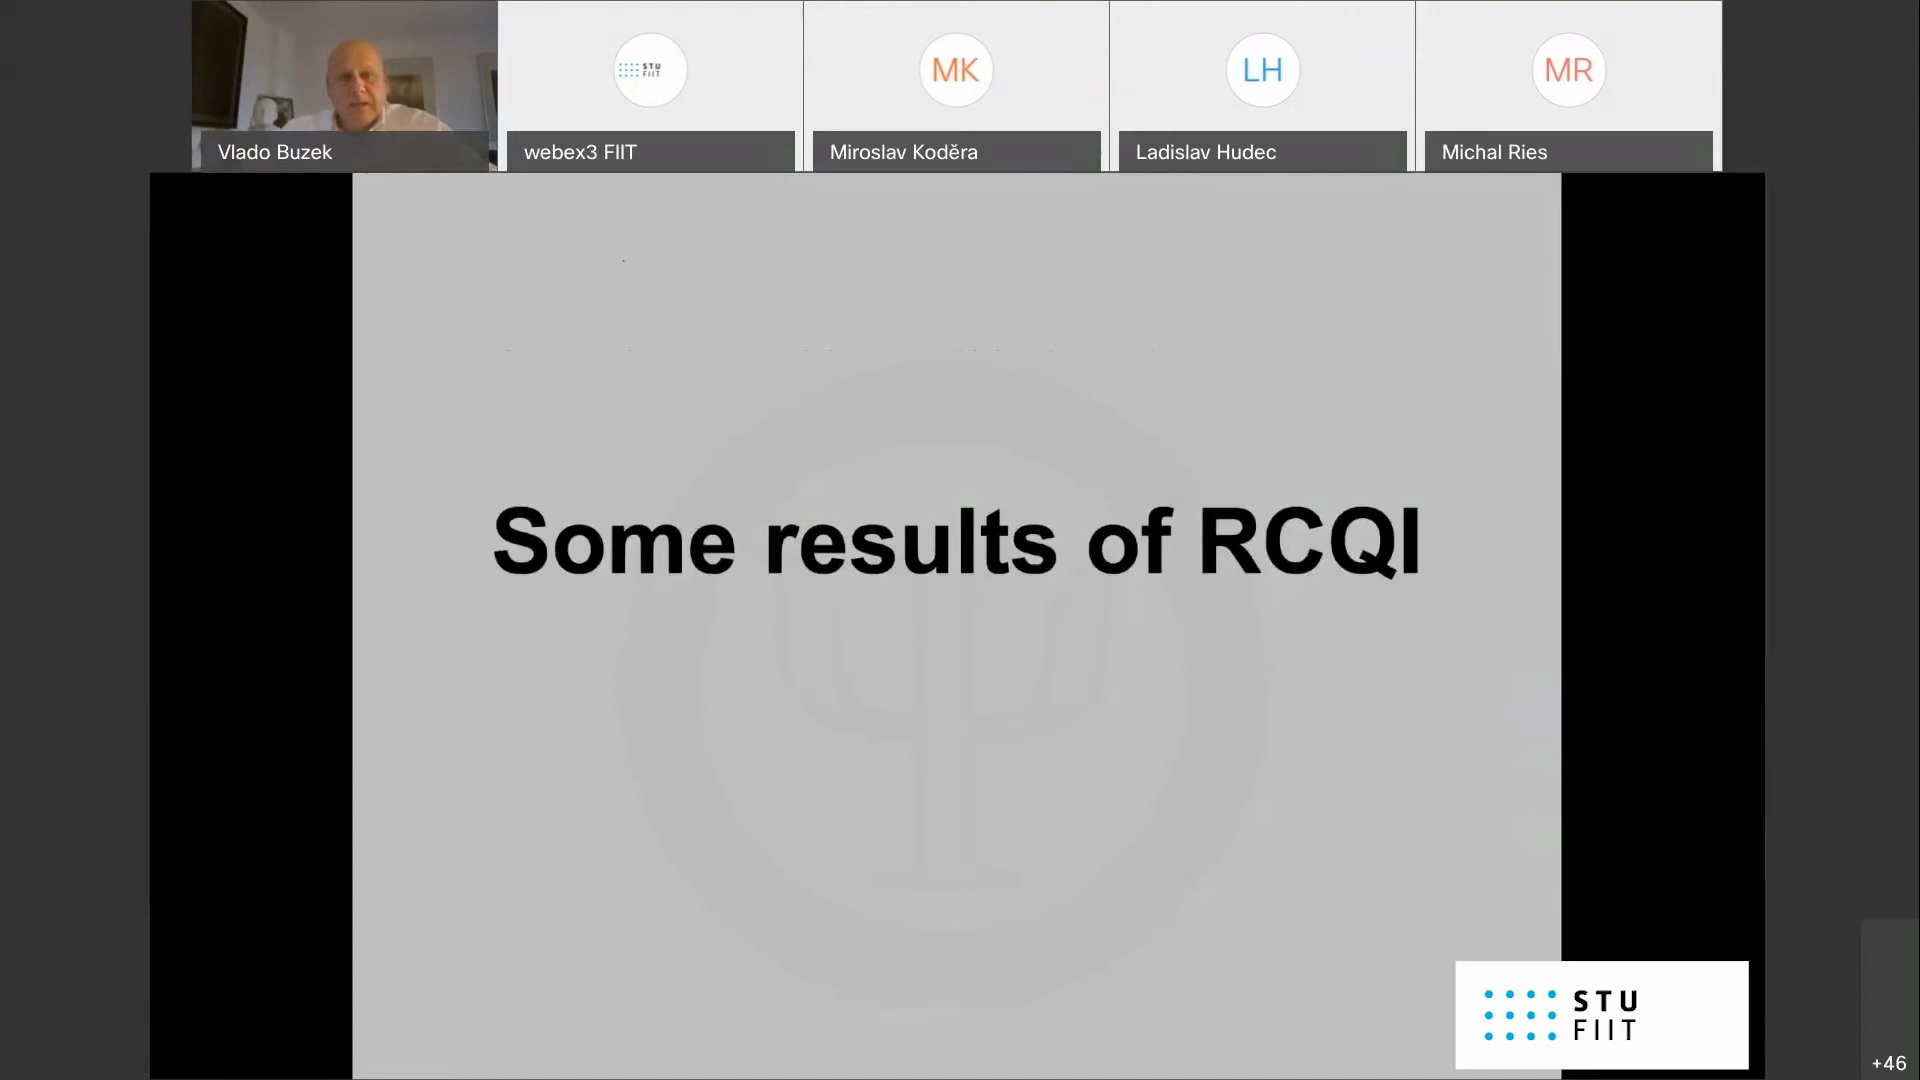 STU
FIIT
MK
LH
MR
Vlado Buzek
webex3 FIIT
Miroslav Koděra
Ladislav Hudec
Michal Ries
Some results of RCQI
STU
FIIT
+46